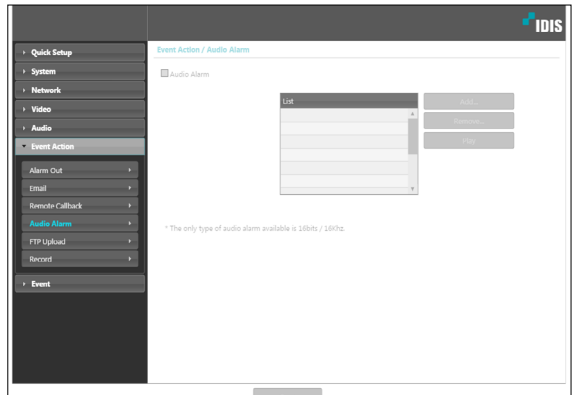 IDIS
Quick Setup
System
Network
Video
Audio
Event Action
Alarm Out
Email
Remote Callback
Audio Alarm
FTP Upload
Record
Event
Event Action / Audio Alarm
Audio Alarm
List
Add...
Remove...
Play
* The only type of audio alarm available is 16bits / 16Khz.